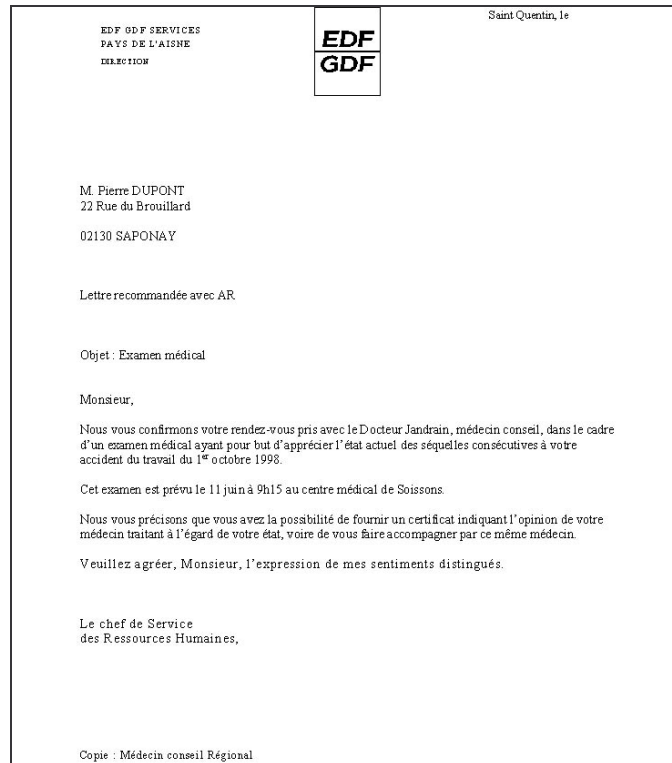 Saint Quentin, le
EDF GDF SERVICES
PAYS DE L'AISNE
DIRECTION
EDF
GDF
M. Pierre DUPONT
22 Rue du Brouillard
02130 SAPONAY
Lettre recommandée avec AR
Objet : Examen médical
Monsieur,
Nous vous confirmons votre rendez-vous pris avec le Docteur Jandrain, médecin conseil, dans le cadre
d'un examen médical ayant pour but d'apprécier l'état actuel des séquelles consécutives à votre
accident du travail du 1er octobre 1998.
Cet examen est prévu le 11 juin à 9h15 au centre médical de Soissons.
Nous vous précisons que vous avez la possibilité de fournir un certificat indiquant l'opinion de votre
médecin traitant à l'égard de votre état, voire de vous faire accompagner par ce même médecin.
Veuillez agréer, Monsieur, l'expression de mes sentiments distingués.
Le chef de Service
des Ressources Humaines,
Copie : Médecin conseil Régional